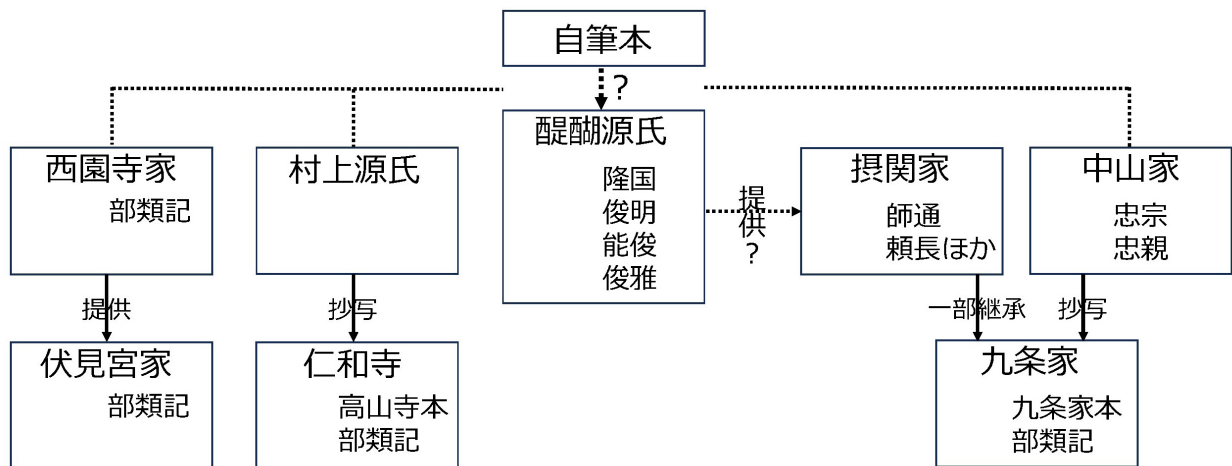 自筆本
？
醍醐源氏
隆国
俊明
能俊
俊雅
西園寺家
部類記
村上源氏
提供？
摂関家
師通
頼長ほか
中山家
忠宗
忠親
提供
抄写
一部継承
抄写
伏見宮家
部類記
仁和寺
高山寺本
部類記
九条家
九条家本
部類記